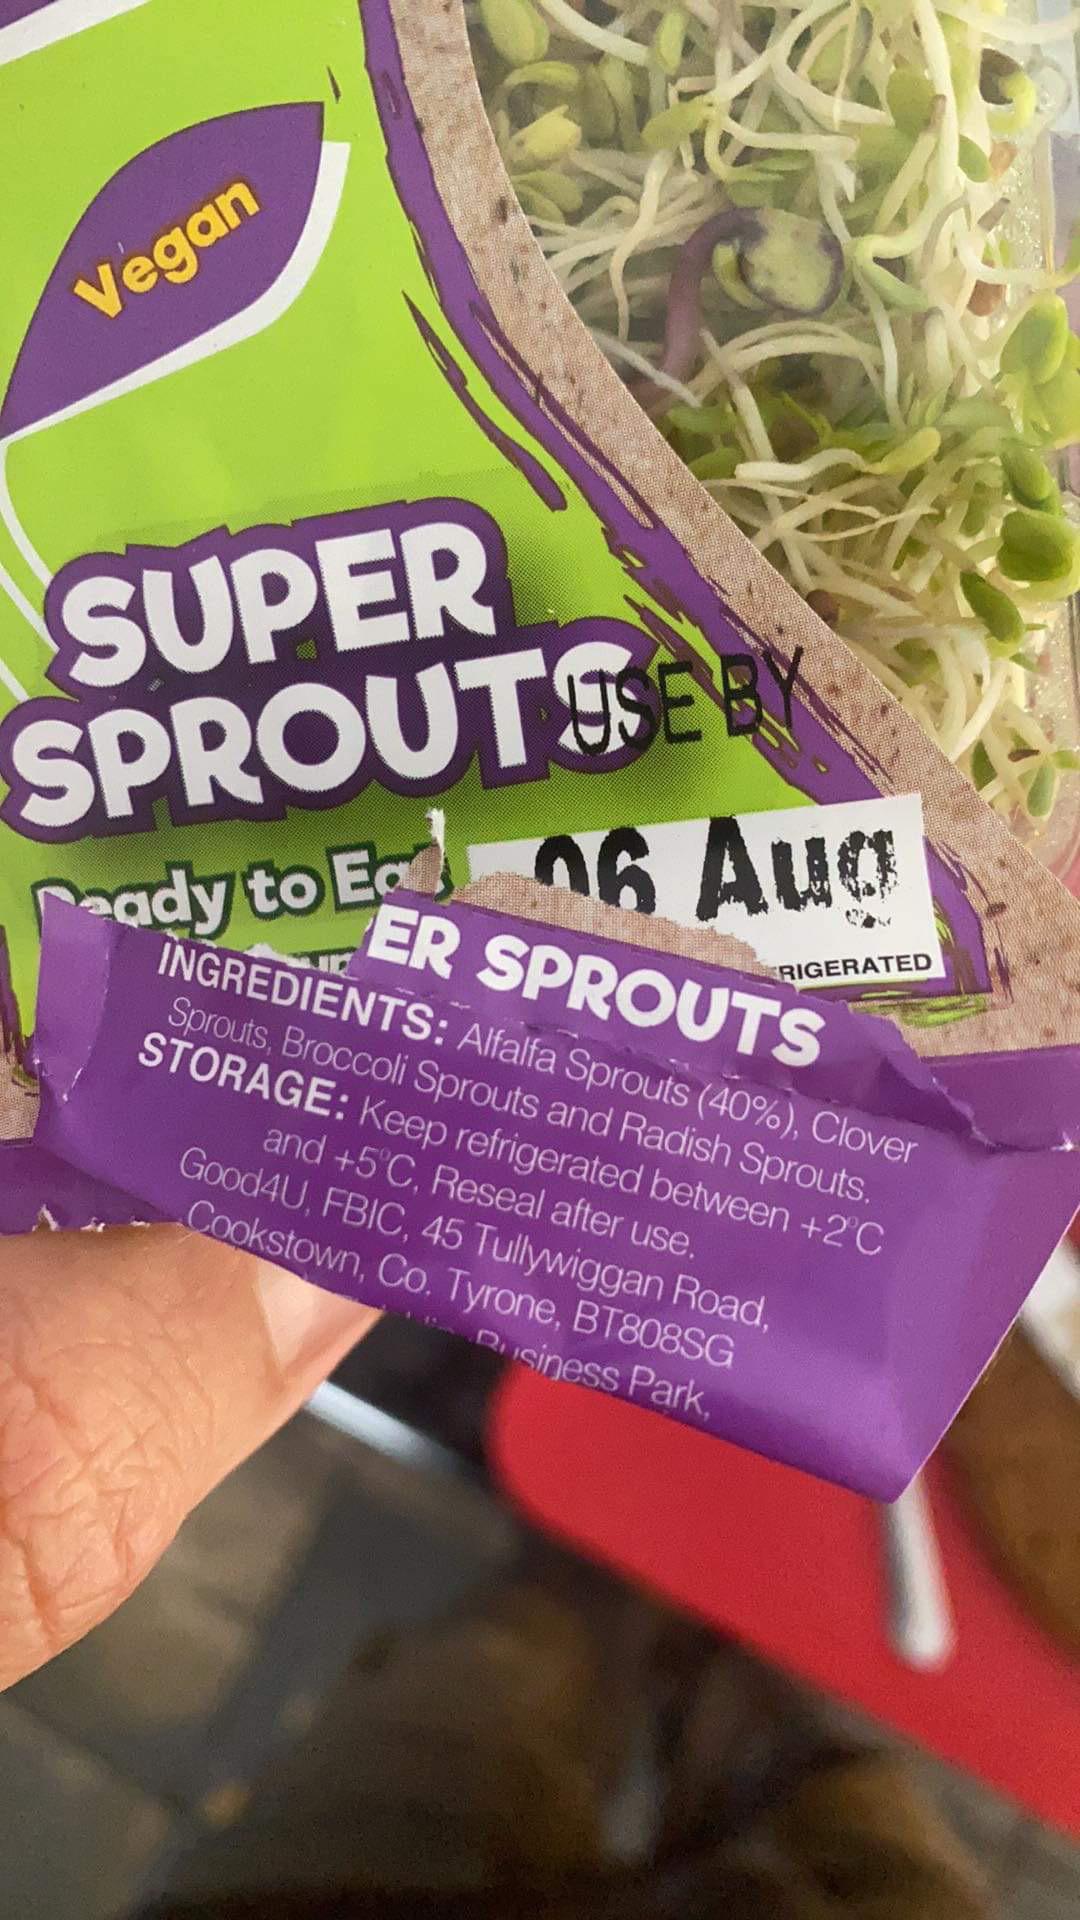 Vegan
SUPER
SPROUTS
USE BY
06 Aug
Ready to Eat
RIGERATED
ER SPROUTS
INGREDIENTS: Alfalfa Sprouts (40%), Clover
Sprouts, Broccoli Sprouts and Radish Sprouts.
STORAGE: Keep refrigerated between +2°C
and +5°C, Reseal after use.
Good4U, FBIC, 45 Tullywiggan Road,
Cookstown, Co. Tyrone, BT808SG
Business Park,